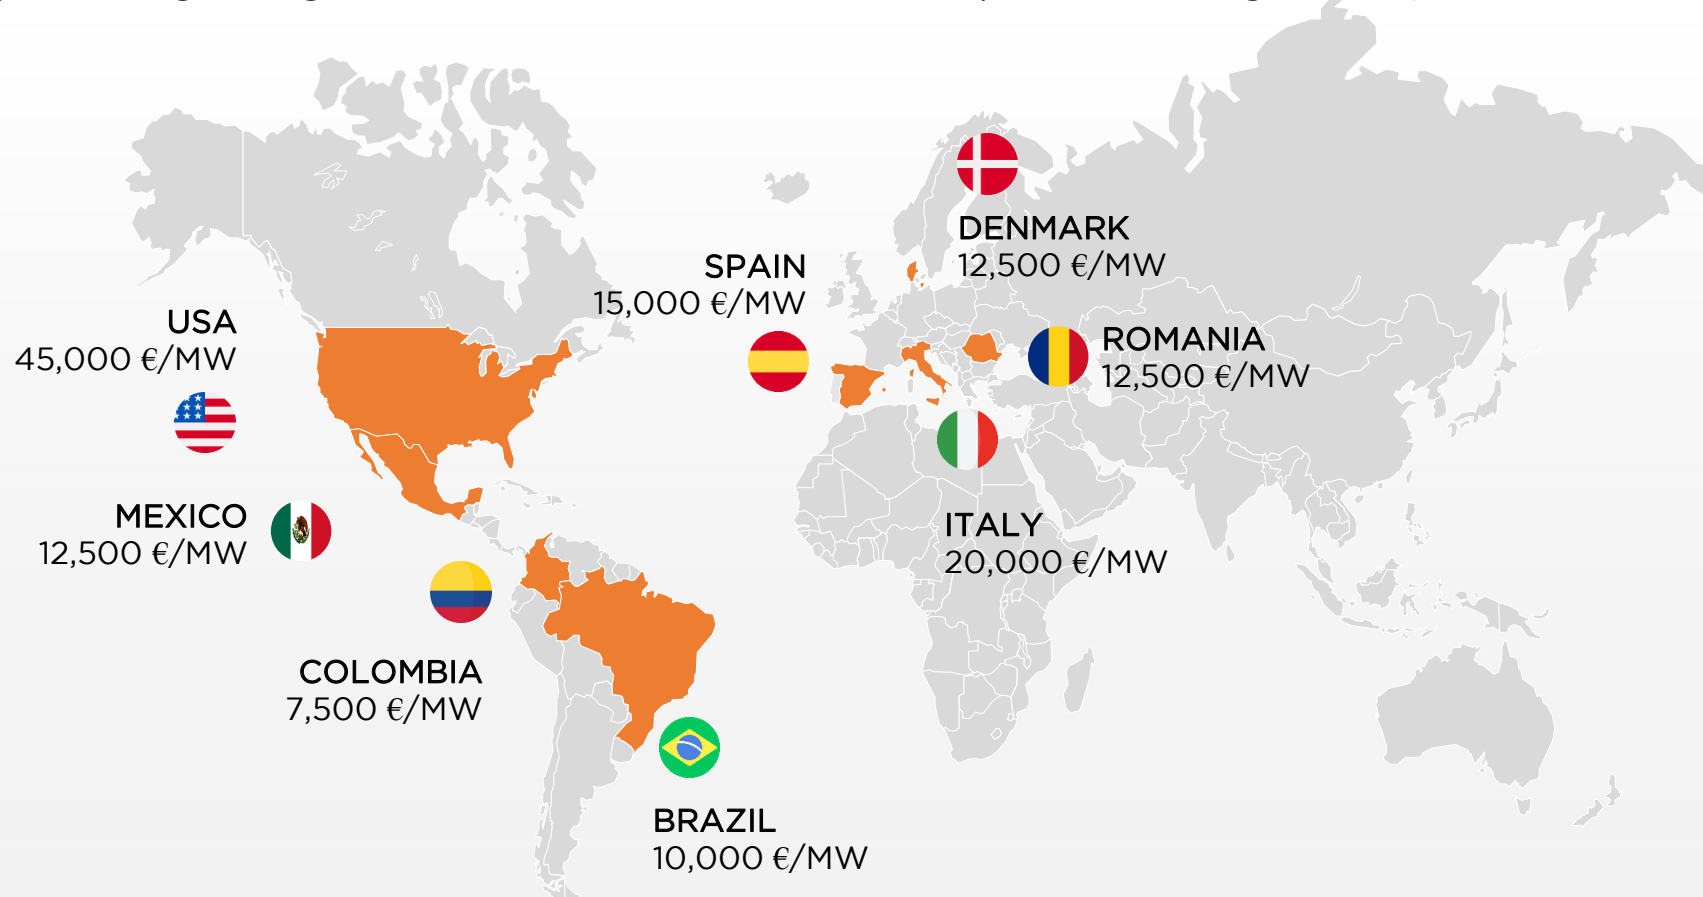 DENMARK
12,500 €/MW
SPAIN
15,000 €/MW
USA
45,000 €/MW
ROMANIA
12,500 €/MW
MEXICO
12,500 €/MW
ITALY
20,000 €/MW
COLOMBIA
7,500 €/MW
BRAZIL
10,000 €/MW